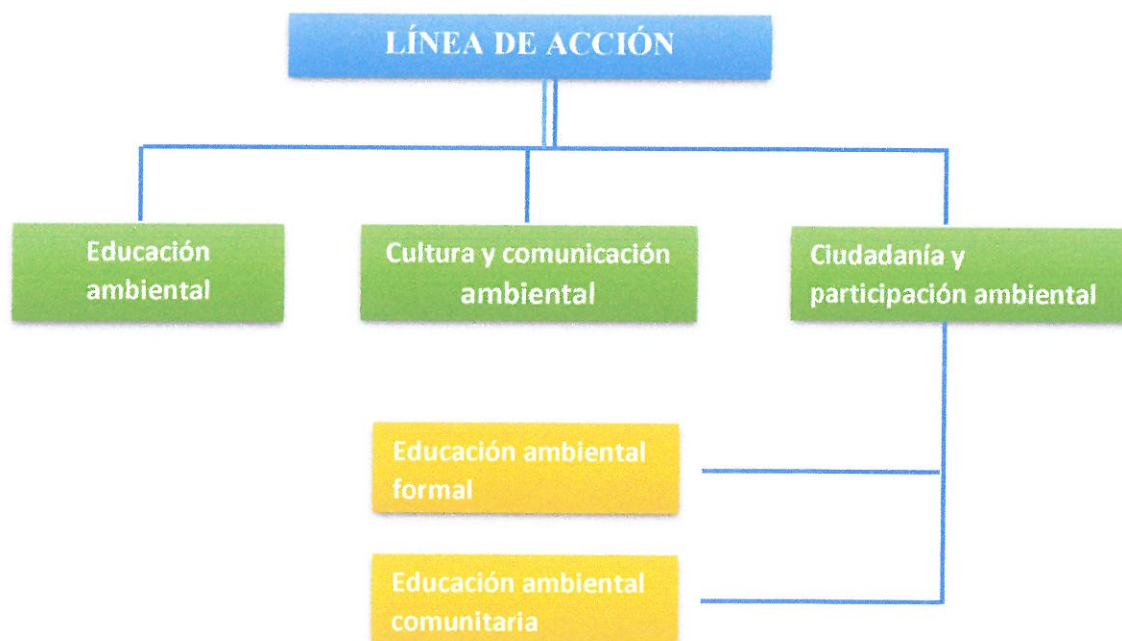 LÍNEA DE ACCIÓN
Educación
ambiental
Cultura y comunicación
ambiental
Ciudadanía y
participación ambiental
Educación ambiental
formal
Educación ambiental
comunitaria